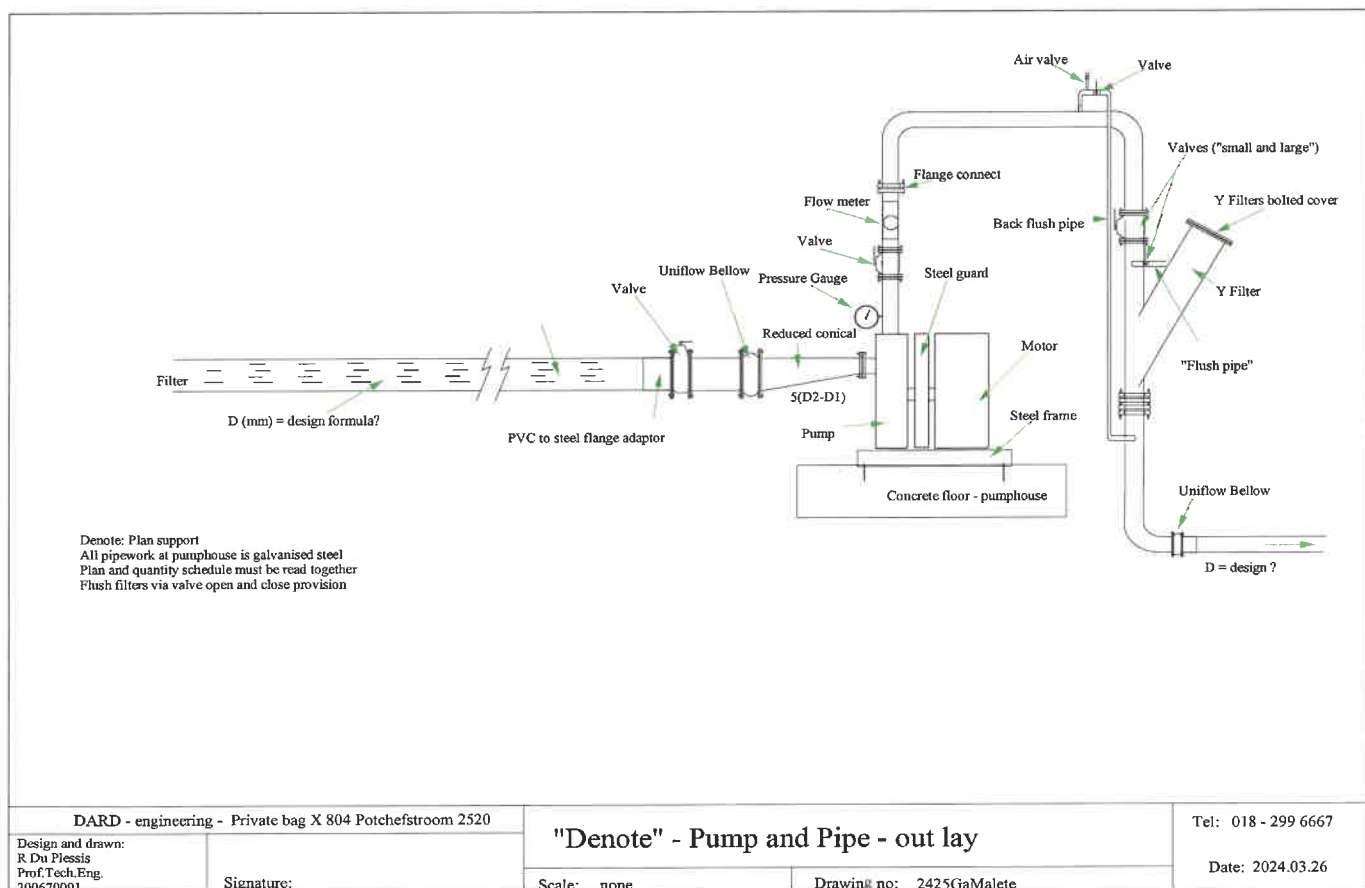 Air valve
Valve
Valves ("small and large")
Flange connect
Y Filters bolted cover
Flow meter
Back flush pipe
Valve
Uniflow Bellow
Pressure Gauge
Steel guard
Valve
Y Filter
Reduced conical
Motor
"Flush pipe"
Filter
5(D2-D1)
D (mm) = design formula?
Steel frame
PVC to steel flange adaptor
Pump
Concrete floor - pumphouse
Uniflow Bellow
D = design ?
Denote: Plan support
All pipework at pumphouse is galvanised steel
Plan and quantity schedule must be read together
Flush filters via valve open and close provision
DARD - engineering - Private bag X 804 Potchefstroom 2520
Design and drawn:
R Du Plessis
Prof.Tech.Eng.
Signature:
"Denote" - Pump and Pipe - out lay
Scale: none
Drawing no: 2425GaMalete
Tel: 018 - 299 6667
Date: 2024.03.26